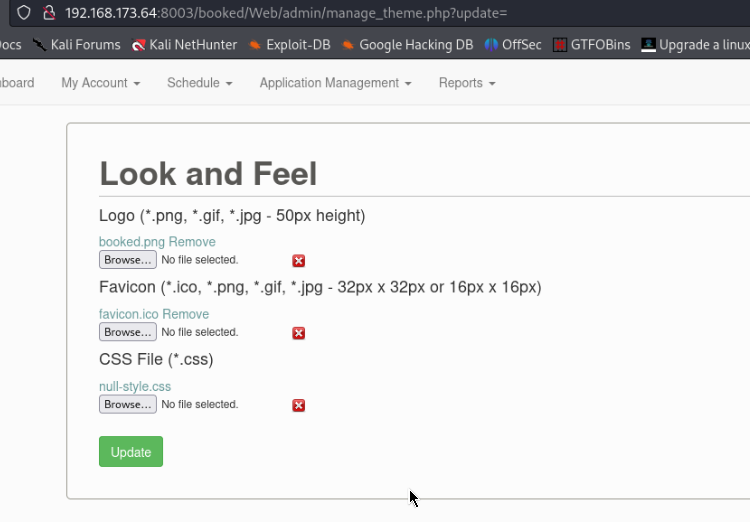 192.168.173.64:8003/booked/Web/admin/manage_theme.php?update=
Docs Kali Forums Kali NetHunter Exploit-DB Google Hacking DB OffSec GTFOBins Upgrade a linux
board My Account Schedule Application Management Reports
Look and Feel
Logo (*.png, *.gif, *.jpg - 50px height)
booked.png Remove
Browse... No file selected.
Favicon (*.ico, *.png, *.gif, *.jpg - 32px x 32px or 16px x 16px)
favicon.ico Remove
Browse... No file selected.
CSS File (*.css)
null-style.css
Browse... No file selected.
Update